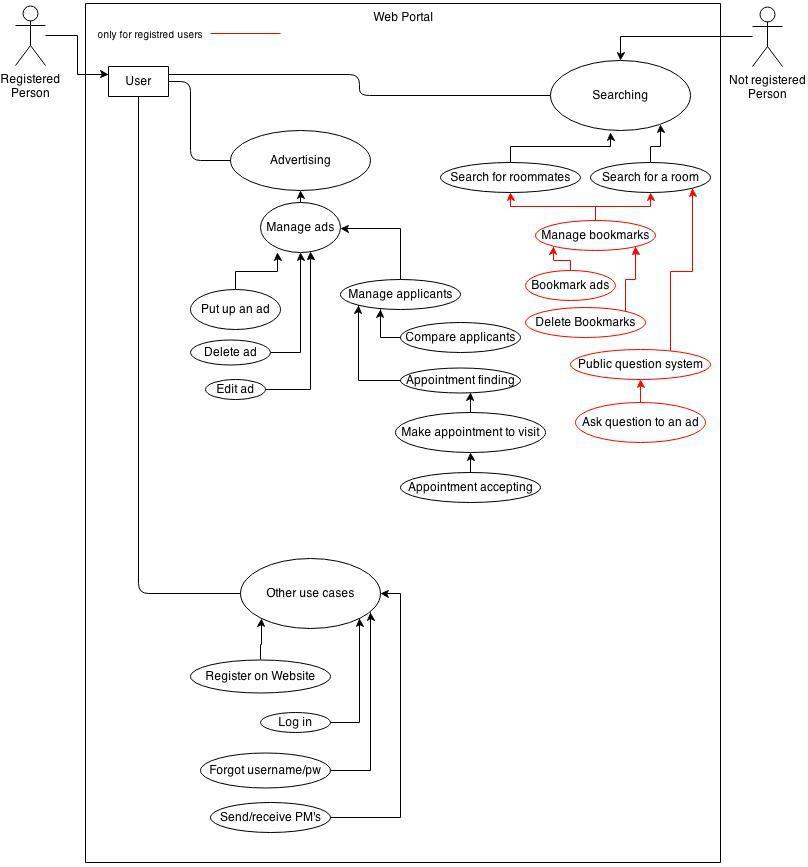 Web Portal
only for registred users
Registered
Person
User
Not registered
Person
Searching
Advertising
Search for roommates
Search for a room
Manage ads
Manage bookmarks
Bookmark ads
Manage applicants
Put up an ad
Delete Bookmarks
Compare applicants
Delete ad
Public question system
Appointment finding
Edit ad
Ask question to an ad
Make appointment to visit
Appointment accepting
Other use cases
Register on Website
Log in
Forgot username/pw
Send/receive PM's